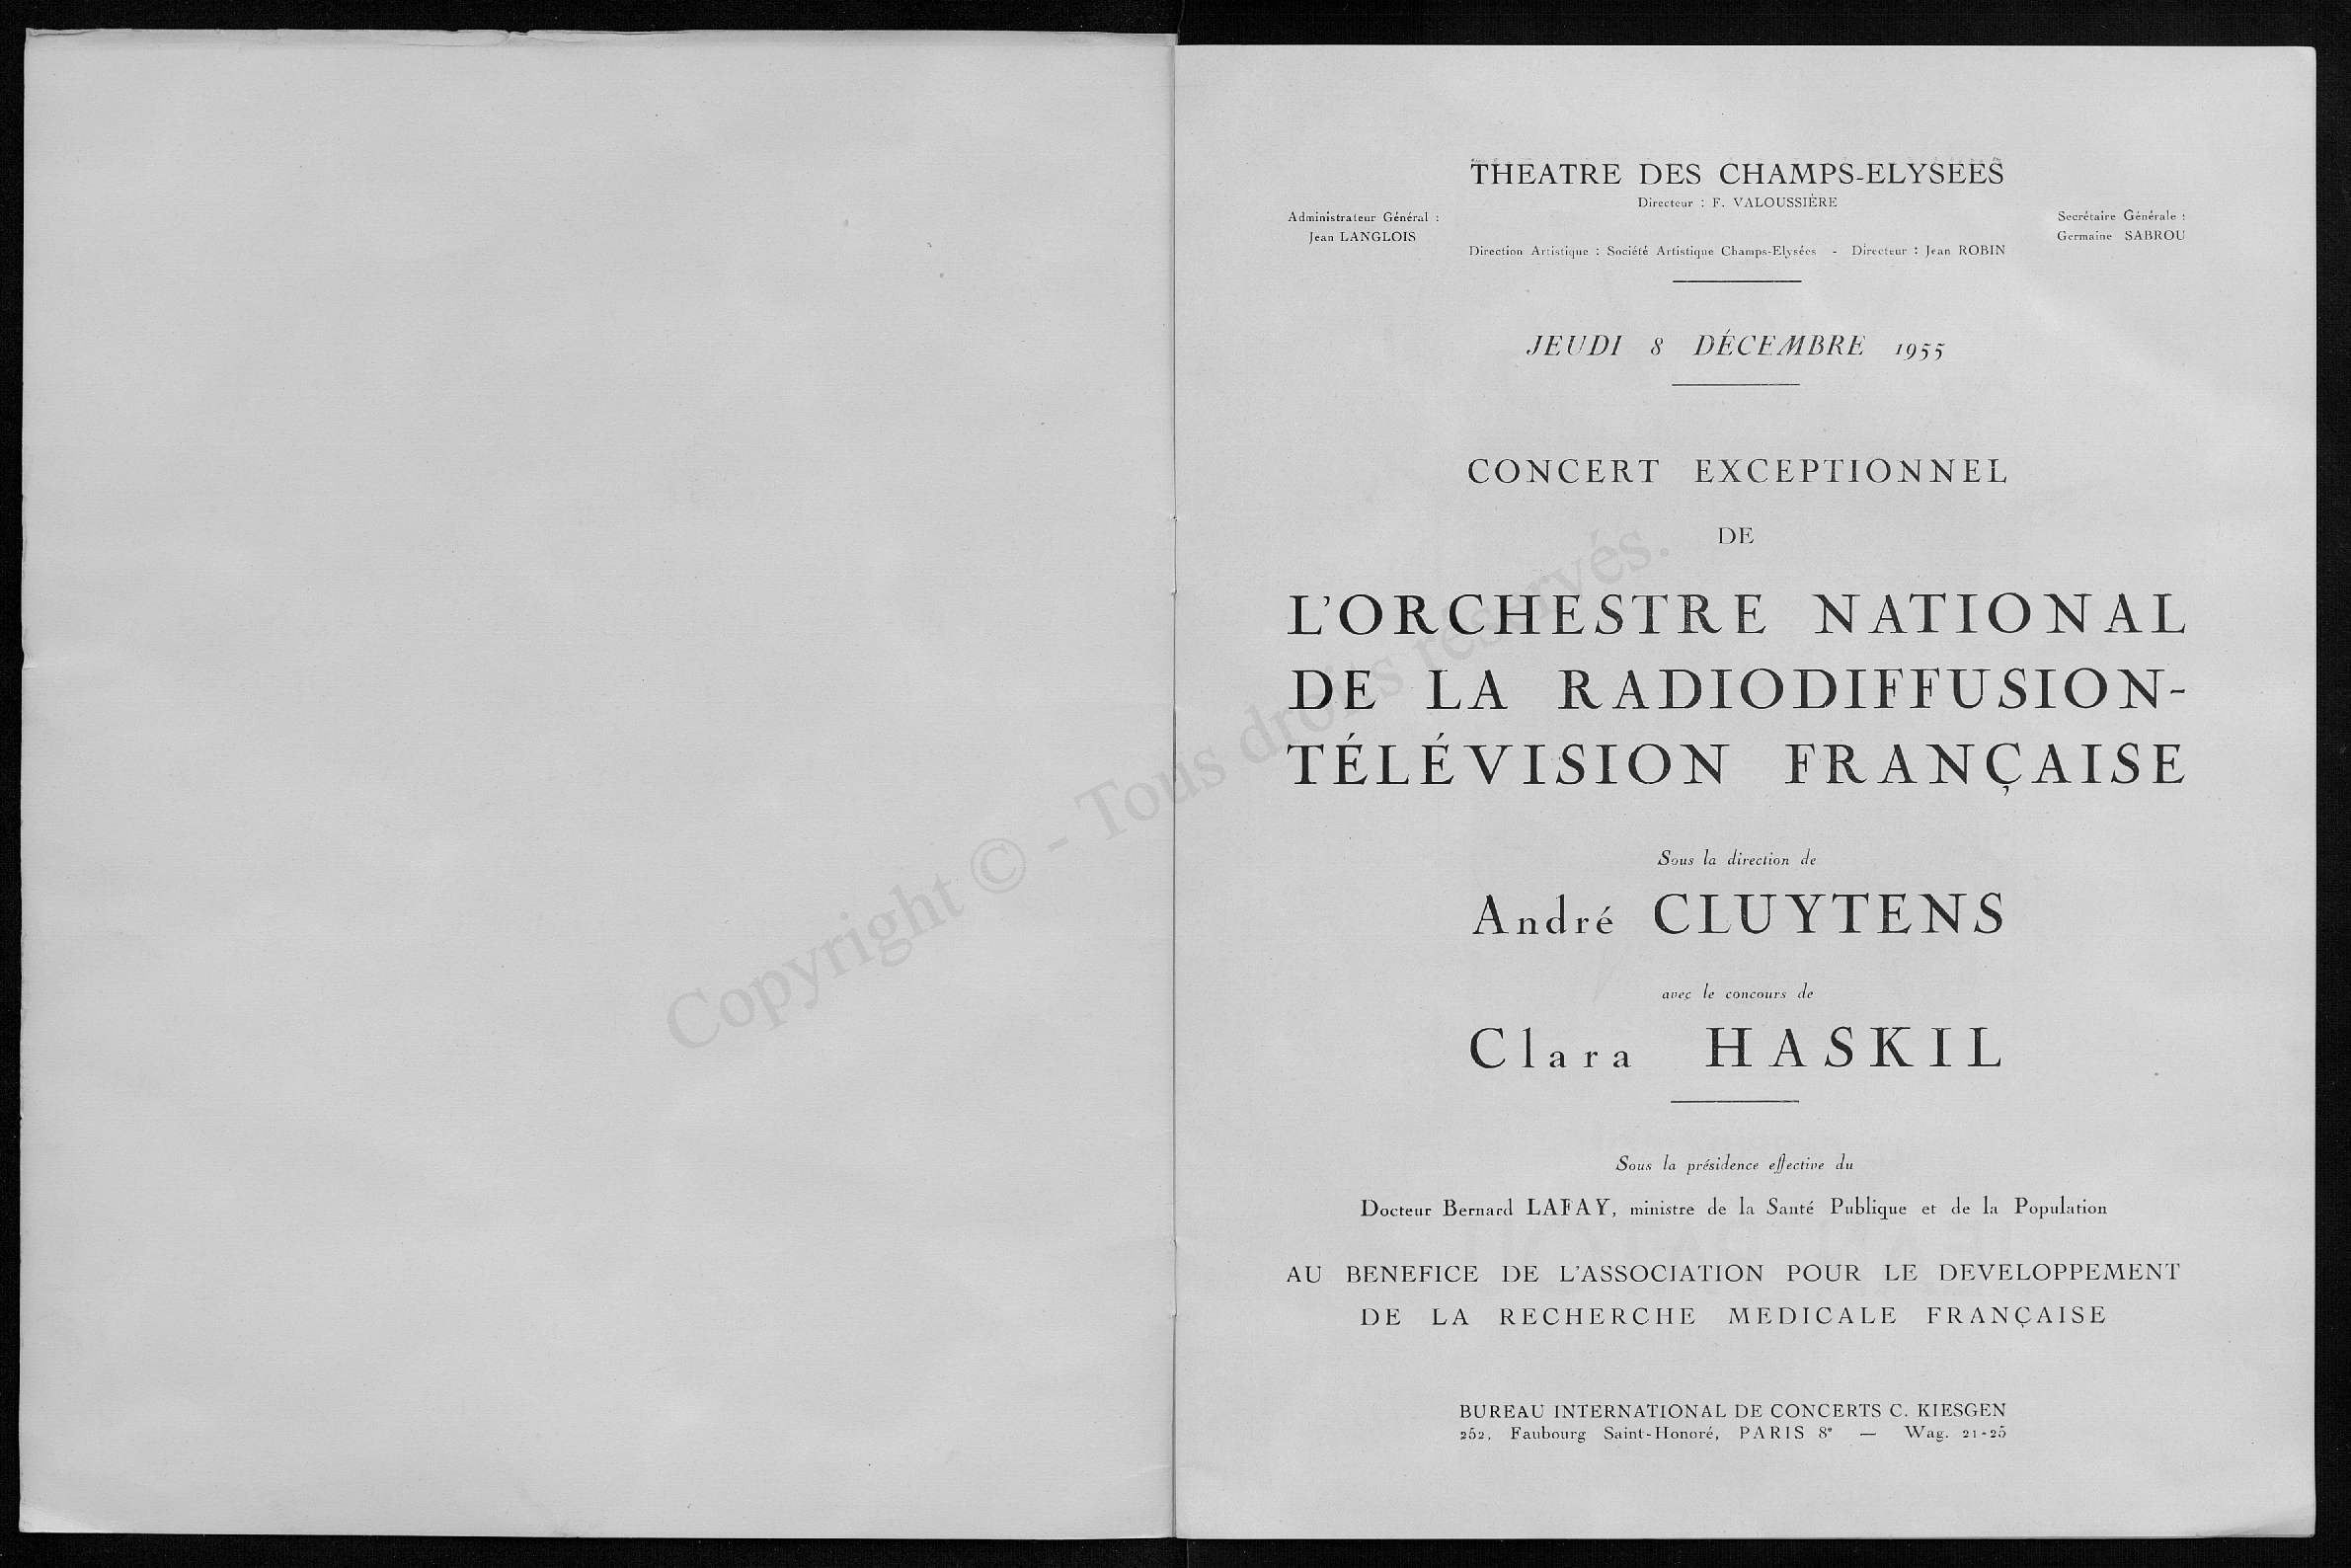 THEATRE DES CHAMPS-ELYSEES
Directeur : F. VALOUSSIÈRE
Administrateur Général :
Jean LANGLOIS
Secrétaire Générale :
Germaine SABROU
Direction Artistique : Société Artistique Champs-Elysées - Directeur : Jean ROBIN
JEUDI 8 DÉCEMBRE 1955
CONCERT EXCEPTIONNEL
DE
L'ORCHESTRE NATIONAL
DE LA RADIODIFFUSION-
TÉLÉVISION FRANÇAISE
Sous la direction de
André CLUYTENS
avec le concours de
Clara HASKIL
Sous la présidence effective du
Docteur Bernard LAFAY, ministre de la Santé Publique et de la Population
AU BENEFICE DE L'ASSOCIATION POUR LE DEVELOPPEMENT
DE LA RECHERCHE MEDICALE FRANÇAISE
BUREAU INTERNATIONAL DE CONCERTS C. KIESGEN
252, Faubourg Saint-Honoré, PARIS 8e — Wag. 21-25
Copyright © - Tous droits réservés.